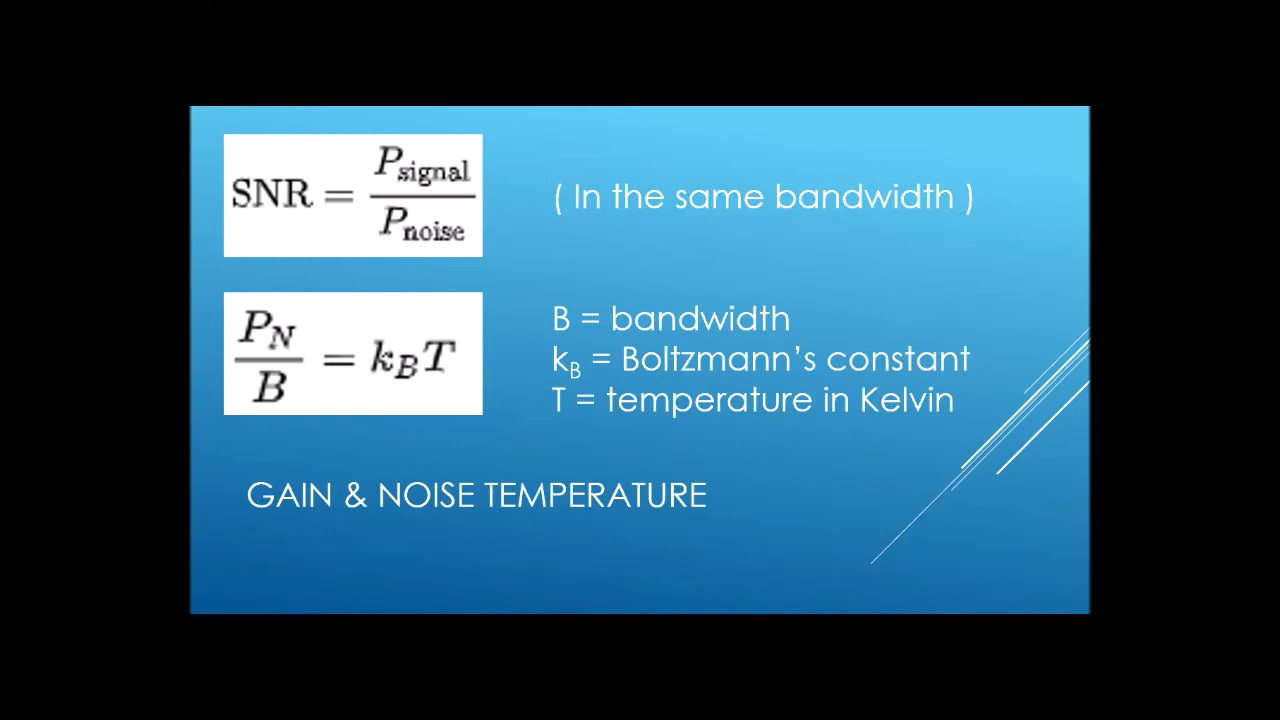 SNR = P_signal / P_noise
( In the same bandwidth )
P_N / B = k_B T
B = bandwidth
k_B = Boltzmann’s constant
T = temperature in Kelvin
GAIN & NOISE TEMPERATURE